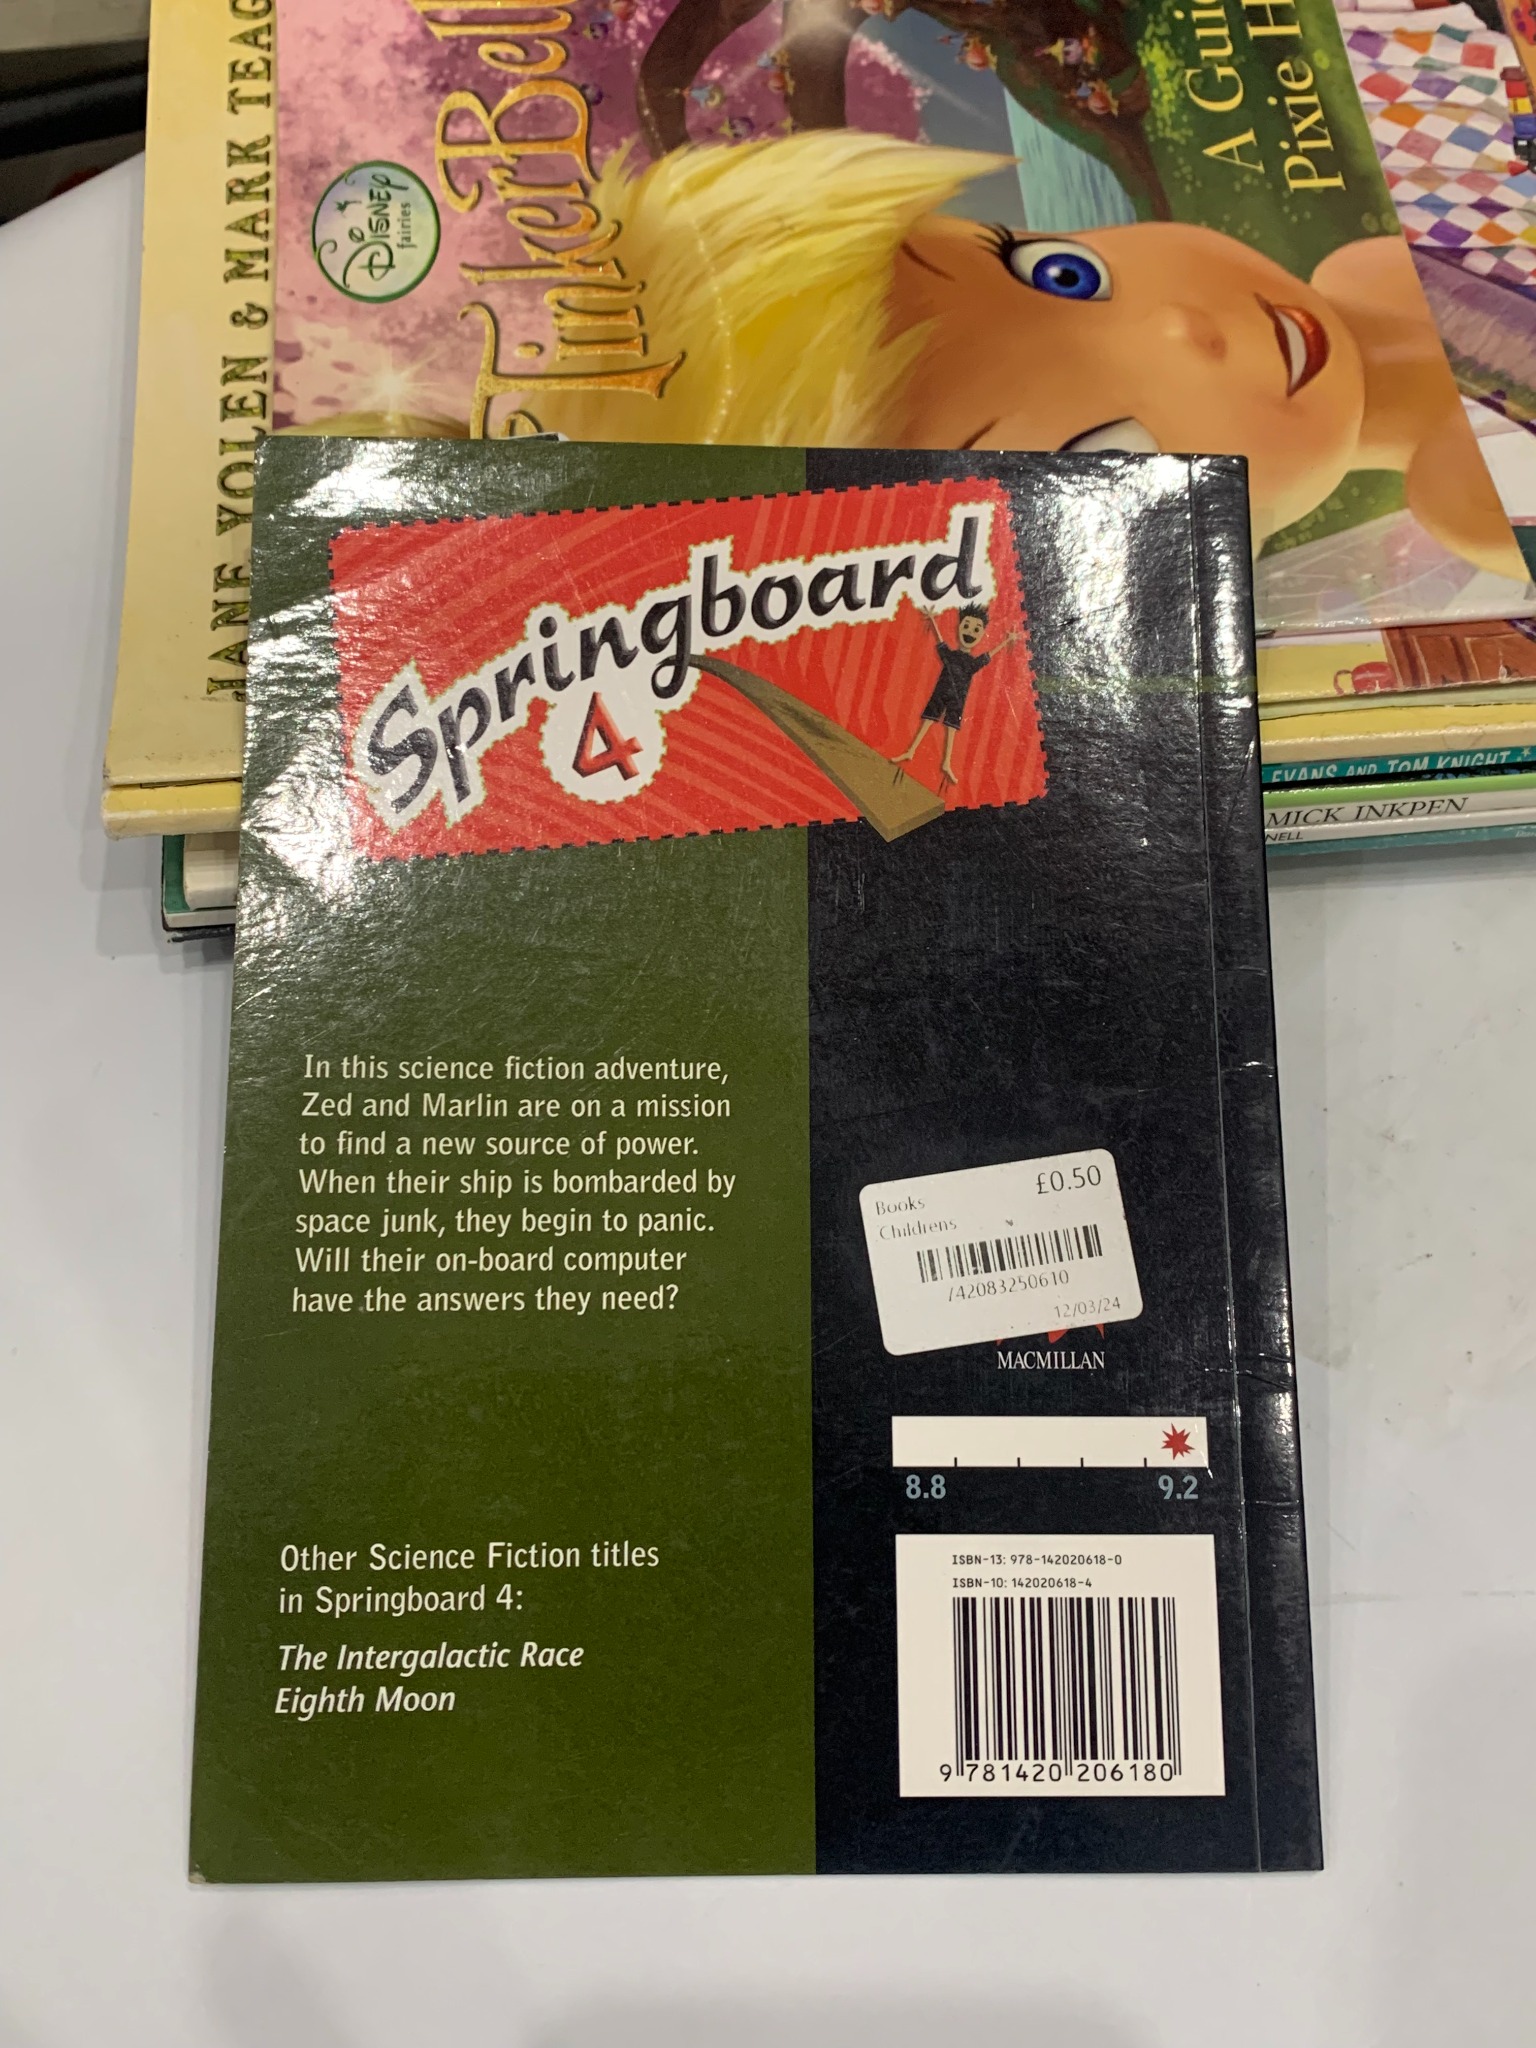 JANE YOLEN & MARK TEAG
DISNEY
fairies
TinkerBell
A Guid
Pixie H
EVANS AND TOM KNIGHT
MICK INKPEN
NELL
Springboard
4
In this science fiction adventure,
Zed and Marlin are on a mission
to find a new source of power.
When their ship is bombarded by
space junk, they begin to panic.
Will their on-board computer
have the answers they need?
Other Science Fiction titles
in Springboard 4:
The Intergalactic Race
Eighth Moon
Books
£0.50
Childrens
742083250610
12/03/24
MACMILLAN
8.8
9.2
ISBN-13: 978-142020618-0
ISBN-10: 142020618-4
9 781420 206180